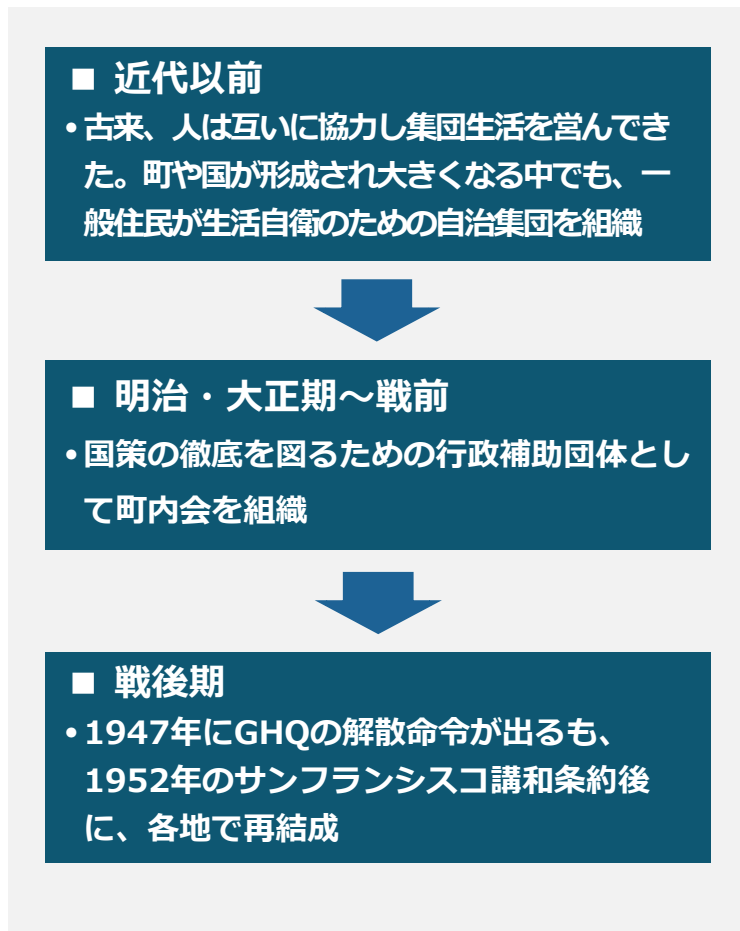 ■ 近代以前
• 古来、人は互いに協力し集団生活を営んでき
た。町や国が形成され大きくなる中でも、一
般住民が生活自衛のための自治集団を組織
■ 明治・大正期～戦前
• 国策の徹底を図るための行政補助団体とし
て町内会を組織
■ 戦後期
• 1947年にGHQの解散命令が出るも、
1952年のサンフランシスコ講和条約後
に、各地で再結成